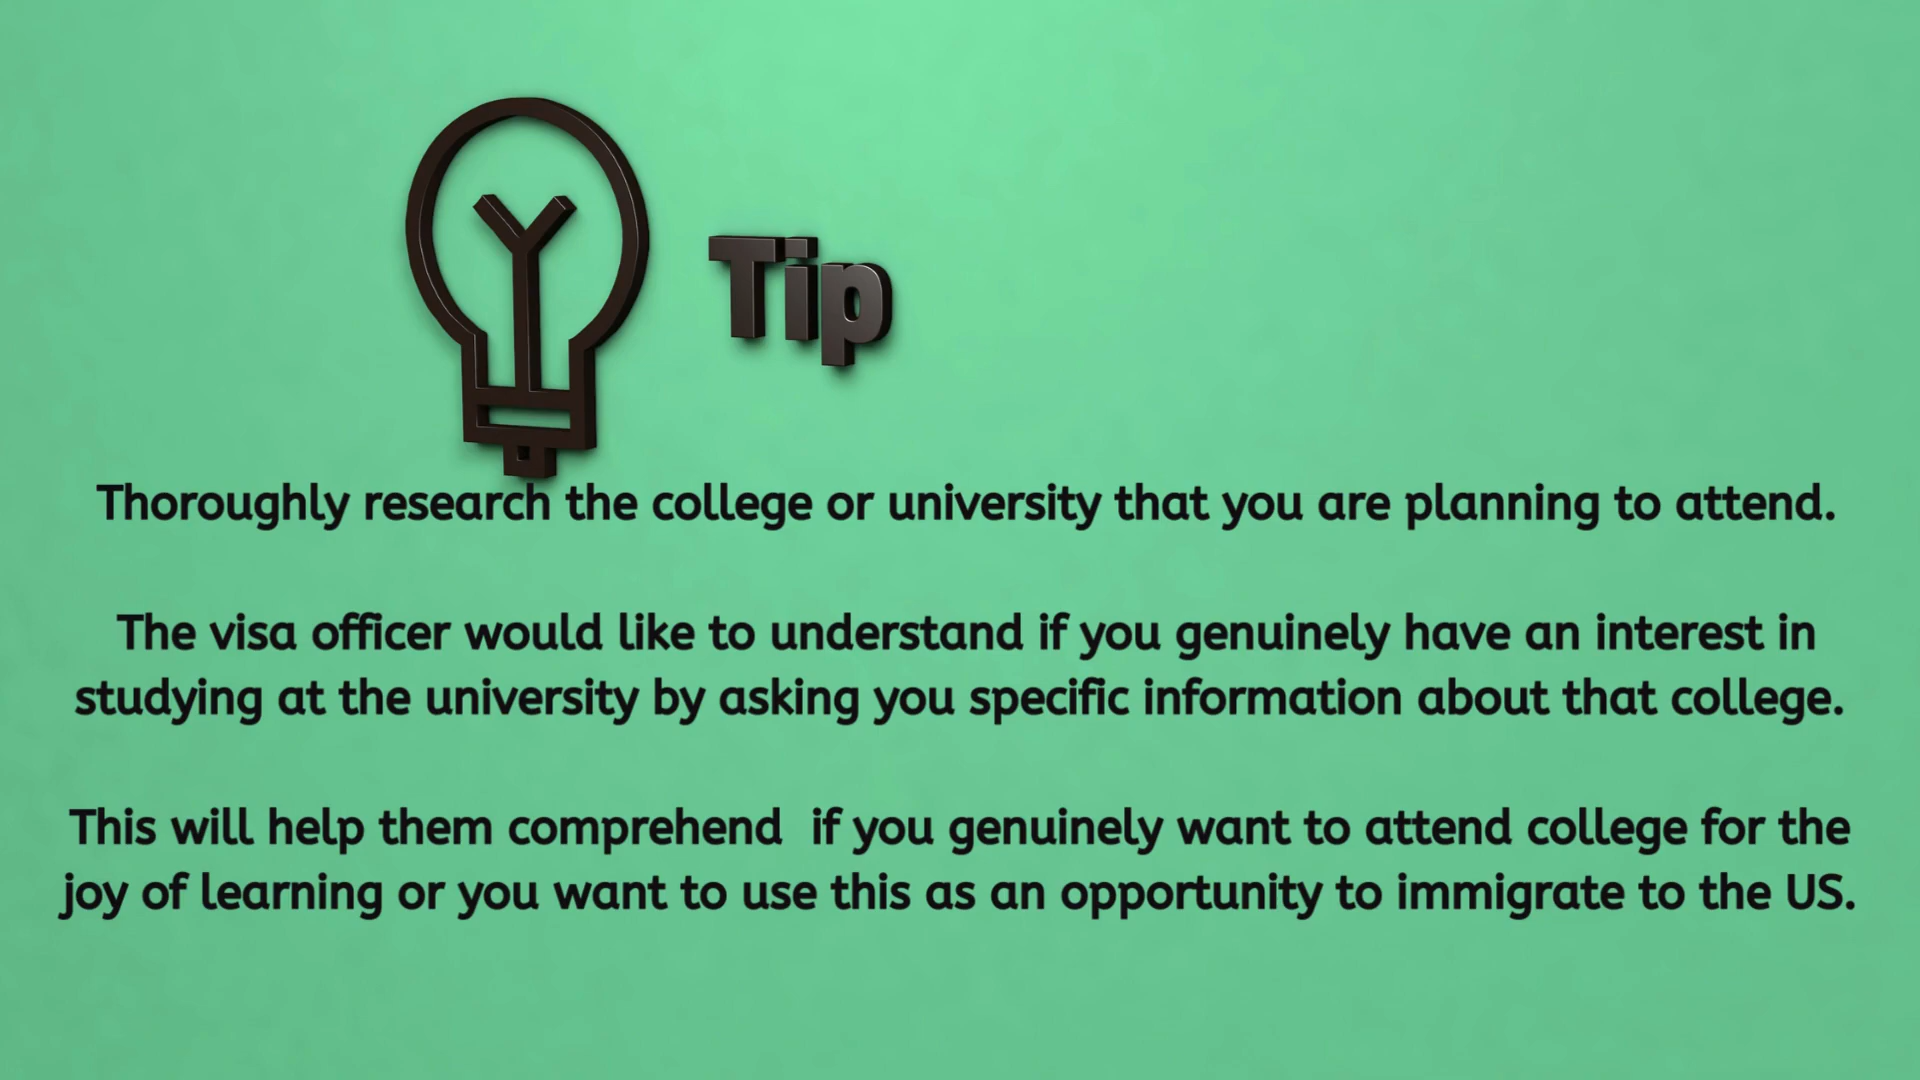 Tip
Thoroughly research the college or university that you are planning to attend.
The visa officer would like to understand if you genuinely have an interest in
studying at the university by asking you specific information about that college.
This will help them comprehend  if you genuinely want to attend college for the
joy of learning or you want to use this as an opportunity to immigrate to the US.